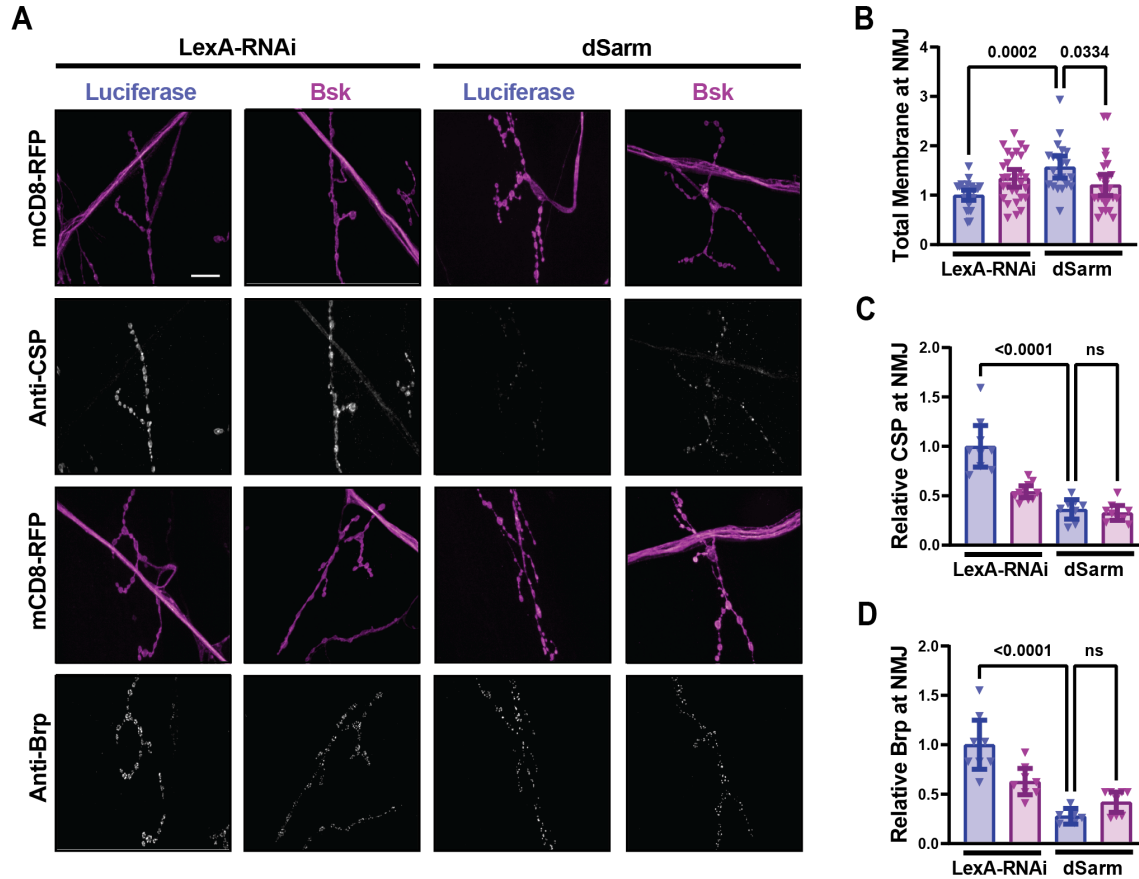 A
LexA-RNAi dSarm
Luciferase Bsk Luciferase Bsk
mCD8-RFP
Anti-CSP
mCD8-RFP
Anti-Brp
B
Total Membrane at NMJ
0.0002 0.0334
4
3
2
1
0
LexA-RNAi dSarm
C
Relative CSP at NMJ
<0.0001 ns
2.0
1.5
1.0
0.5
0.0
LexA-RNAi dSarm
D
Relative Brp at NMJ
<0.0001 ns
2.0
1.5
1.0
0.5
0.0
LexA-RNAi dSarm